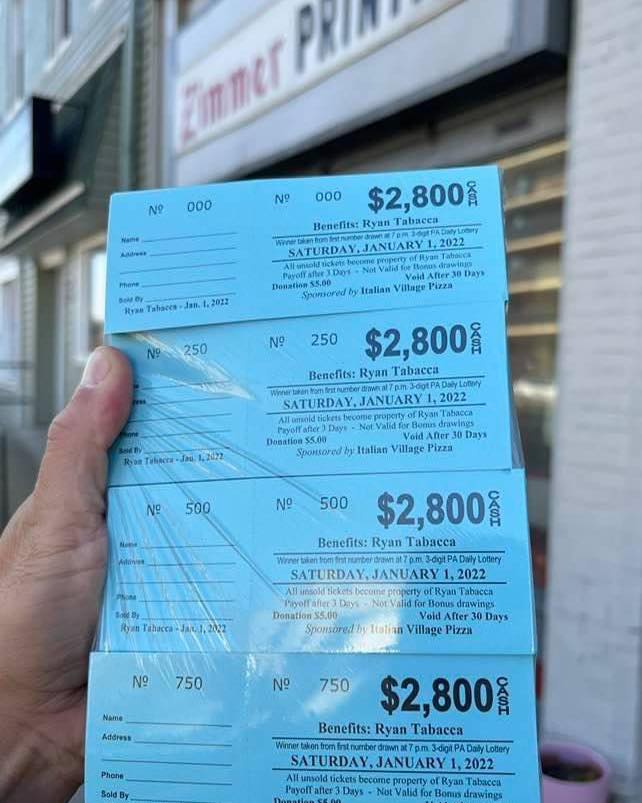 Zimmer PRINT
Nº 000
Name
Address
Phone
Sold By
Ryan Tabacca - Jan. 1, 2022
Nº 000 $2,800 CASH
Benefits: Ryan Tabacca
Winner taken from first number drawn at 7 p.m. 3-digit PA Daily Lottery
SATURDAY, JANUARY 1, 2022
All unsold tickets become property of Ryan Tabacca
Payoff after 3 Days - Not Valid for Bonus drawings
Donation $5.00 Void After 30 Days
Sponsored by Italian Village Pizza
Nº 250
Phone
Sold By
Ryan Tabacca - Jan. 1, 2022
Nº 250 $2,800 CASH
Benefits: Ryan Tabacca
Winner taken from first number drawn at 7 p.m. 3-digit PA Daily Lottery
SATURDAY, JANUARY 1, 2022
All unsold tickets become property of Ryan Tabacca
Payoff after 3 Days - Not Valid for Bonus drawings
Donation $5.00 Void After 30 Days
Sponsored by Italian Village Pizza
Nº 500
Name
Address
Phone
Sold By
Ryan Tabacca - Jan. 1, 2022
Nº 500 $2,800 CASH
Benefits: Ryan Tabacca
Winner taken from first number drawn at 7 p.m. 3-digit PA Daily Lottery
SATURDAY, JANUARY 1, 2022
All unsold tickets become property of Ryan Tabacca
Payoff after 3 Days - Not Valid for Bonus drawings
Donation $5.00 Void After 30 Days
Sponsored by Italian Village Pizza
Nº 750
Name
Address
Phone
Sold By
Nº 750 $2,800 CASH
Benefits: Ryan Tabacca
Winner taken from first number drawn at 7 p.m. 3-digit PA Daily Lottery
SATURDAY, JANUARY 1, 2022
All unsold tickets become property of Ryan Tabacca
Payoff after 3 Days - Not Valid for Bonus drawings
Donation $5.00